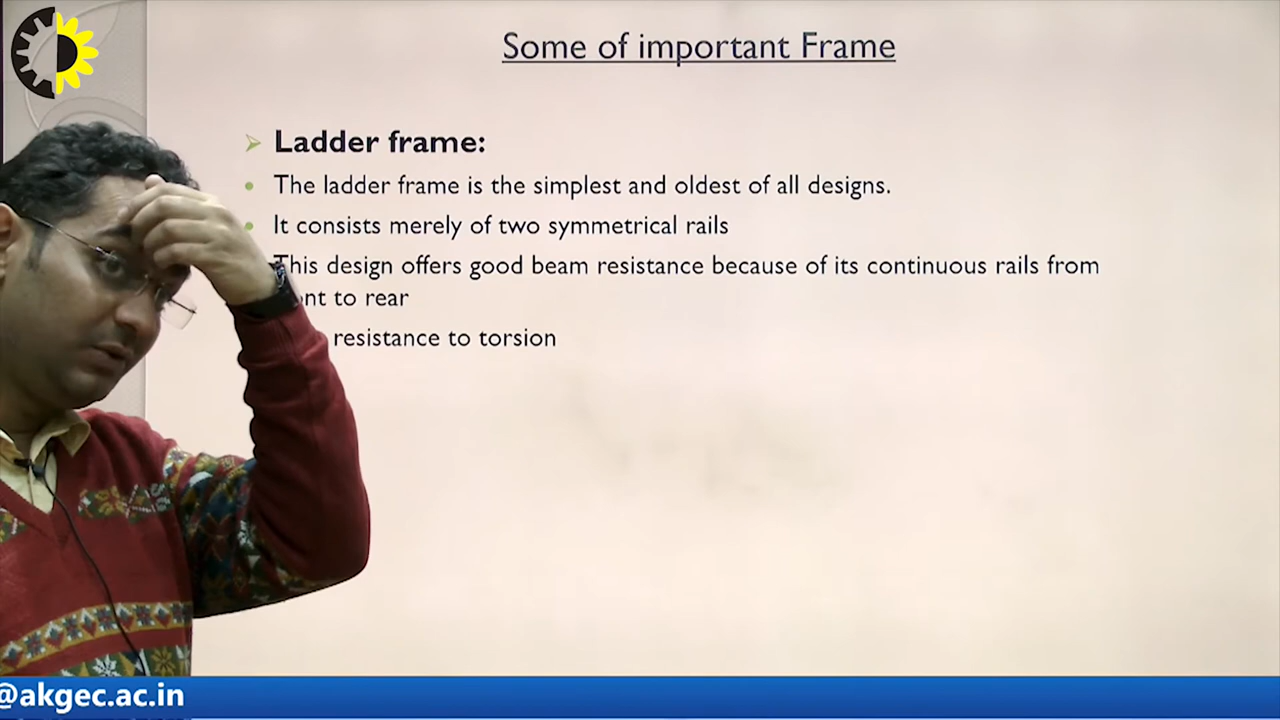 Some of important Frame
Ladder frame:
The ladder frame is the simplest and oldest of all designs.
It consists merely of two symmetrical rails
This design offers good beam resistance because of its continuous rails from
to rear
resistance to torsion
@akgec.ac.in